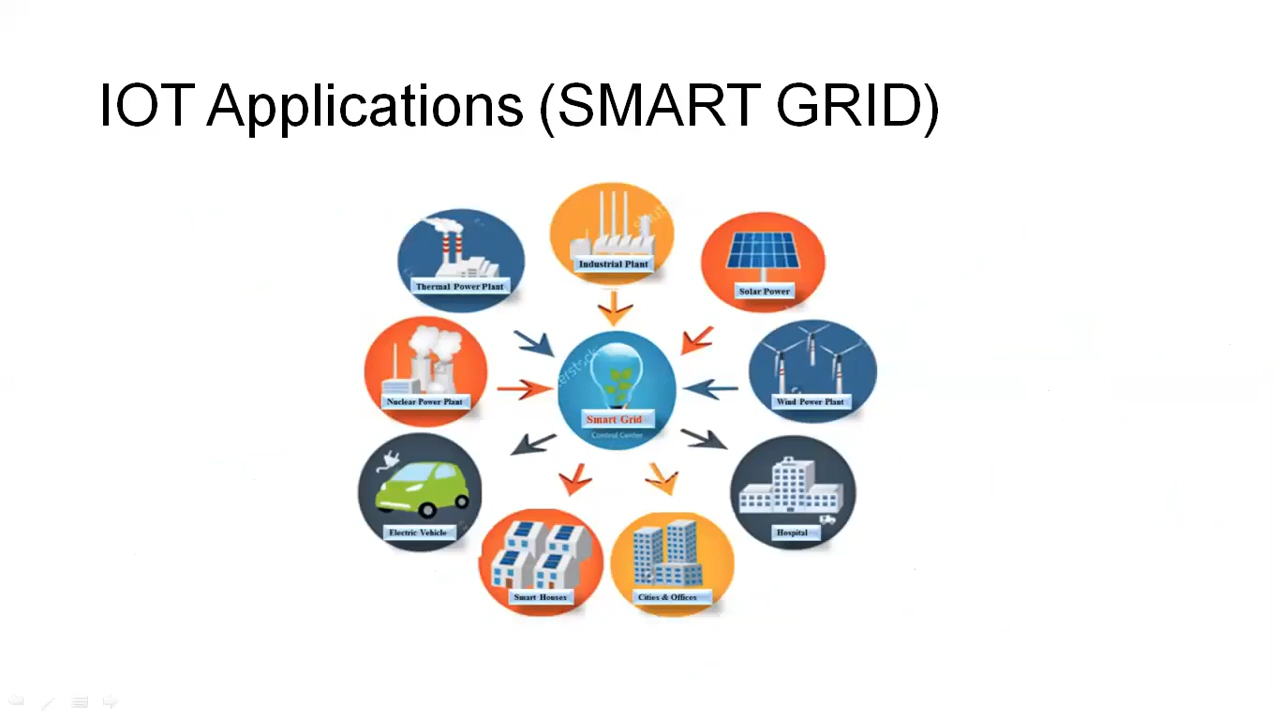 IOT Applications (SMART GRID)
Industrial Plant
Thermal Power Plant
Solar Power
Nuclear Power Plant
Wind Power Plant
Smart Grid
Control Center
Electric Vehicle
Hospital
Smart Houses
Cities & Offices